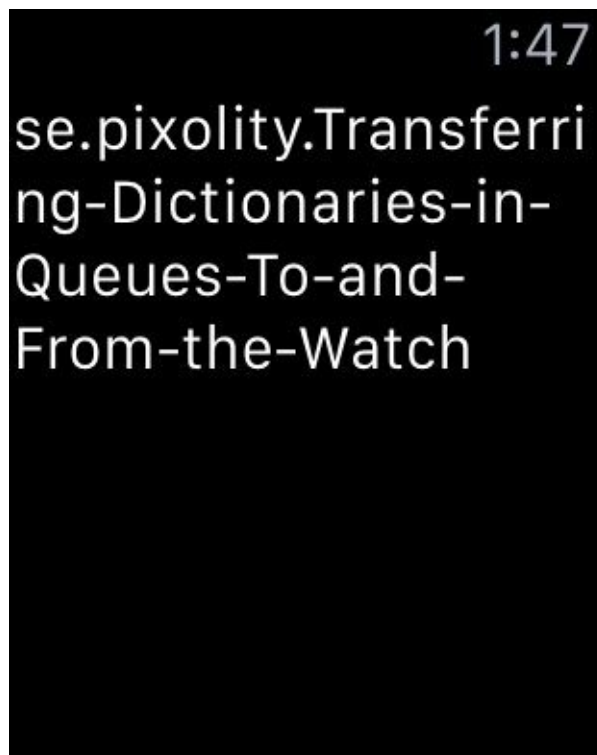 1:47
se.pixolity.Transferri
ng-Dictionaries-in-
Queues-To-and-
From-the-Watch